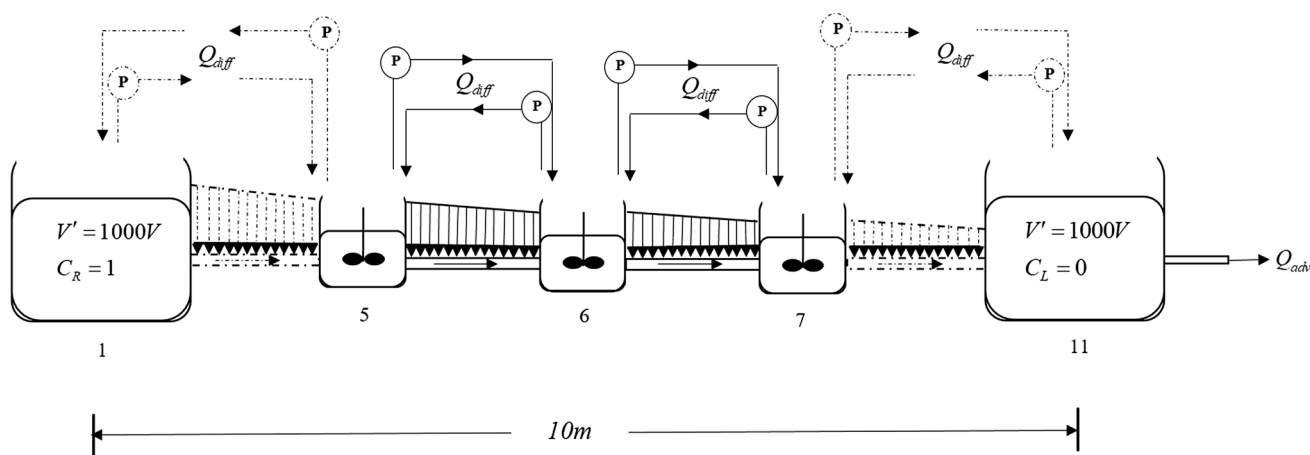 P
P
Q_diff
P
P
Q_diff
P
P
Q_diff
P
P
Q_diff
V' = 1000V
C_R = 1
V' = 1000V
C_L = 0
Q_adv
1
5
6
7
11
10m